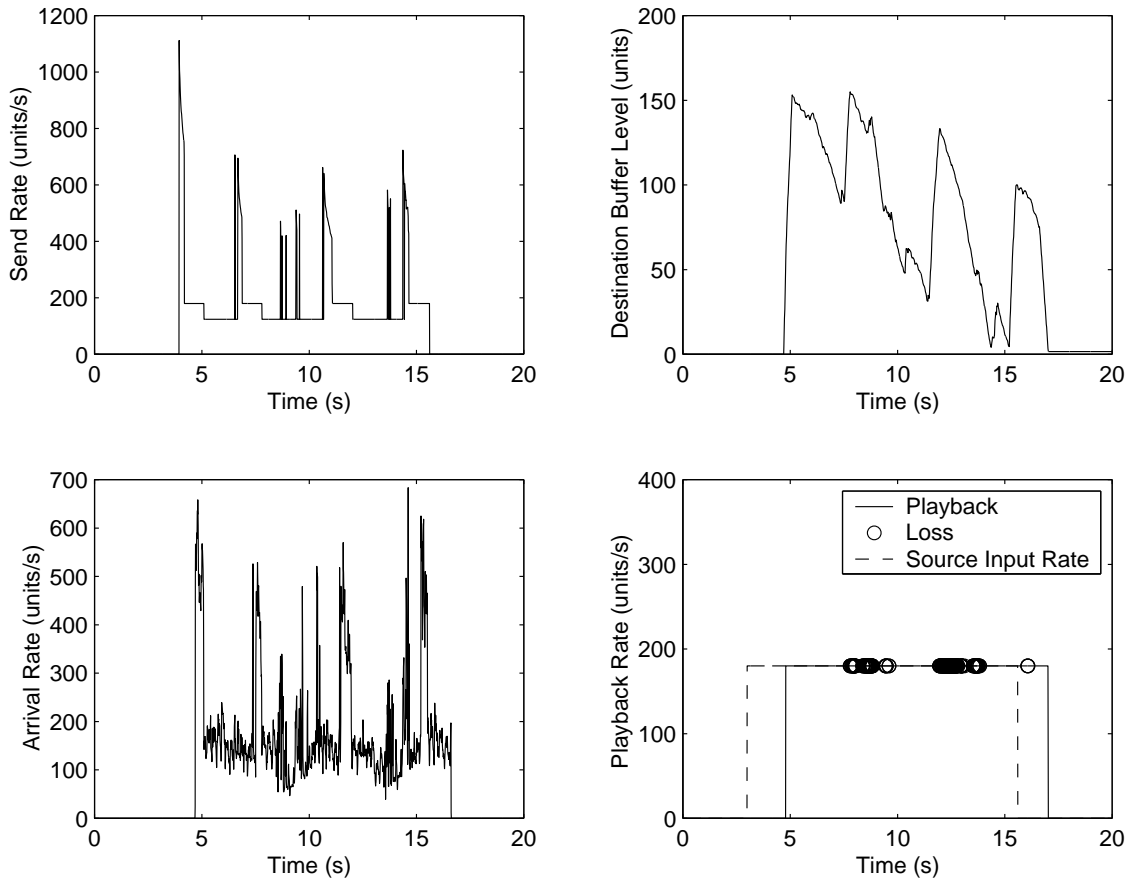 Send Rate (units/s)
1200
1000
800
600
400
200
0
0 5 10 15 20
Time (s)
Destination Buffer Level (units)
200
150
100
50
0
0 5 10 15 20
Time (s)
Arrival Rate (units/s)
700
600
500
400
300
200
100
0
0 5 10 15 20
Time (s)
Playback Rate (units/s)
400
300
200
100
0
0 5 10 15 20
Time (s)
Playback
Loss
Source Input Rate